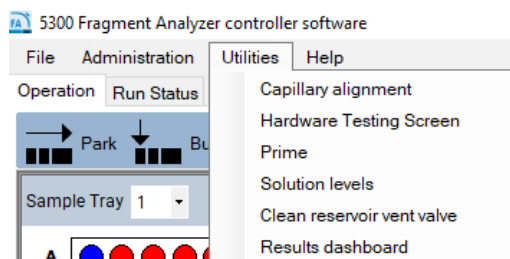 FA 5300 Fragment Analyzer controller software
File Administration Utilities Help
Operation Run Status
Capillary alignment
Hardware Testing Screen
Park
Prime
Solution levels
Sample Tray 1
Clean reservoir vent valve
Results dashboard
A